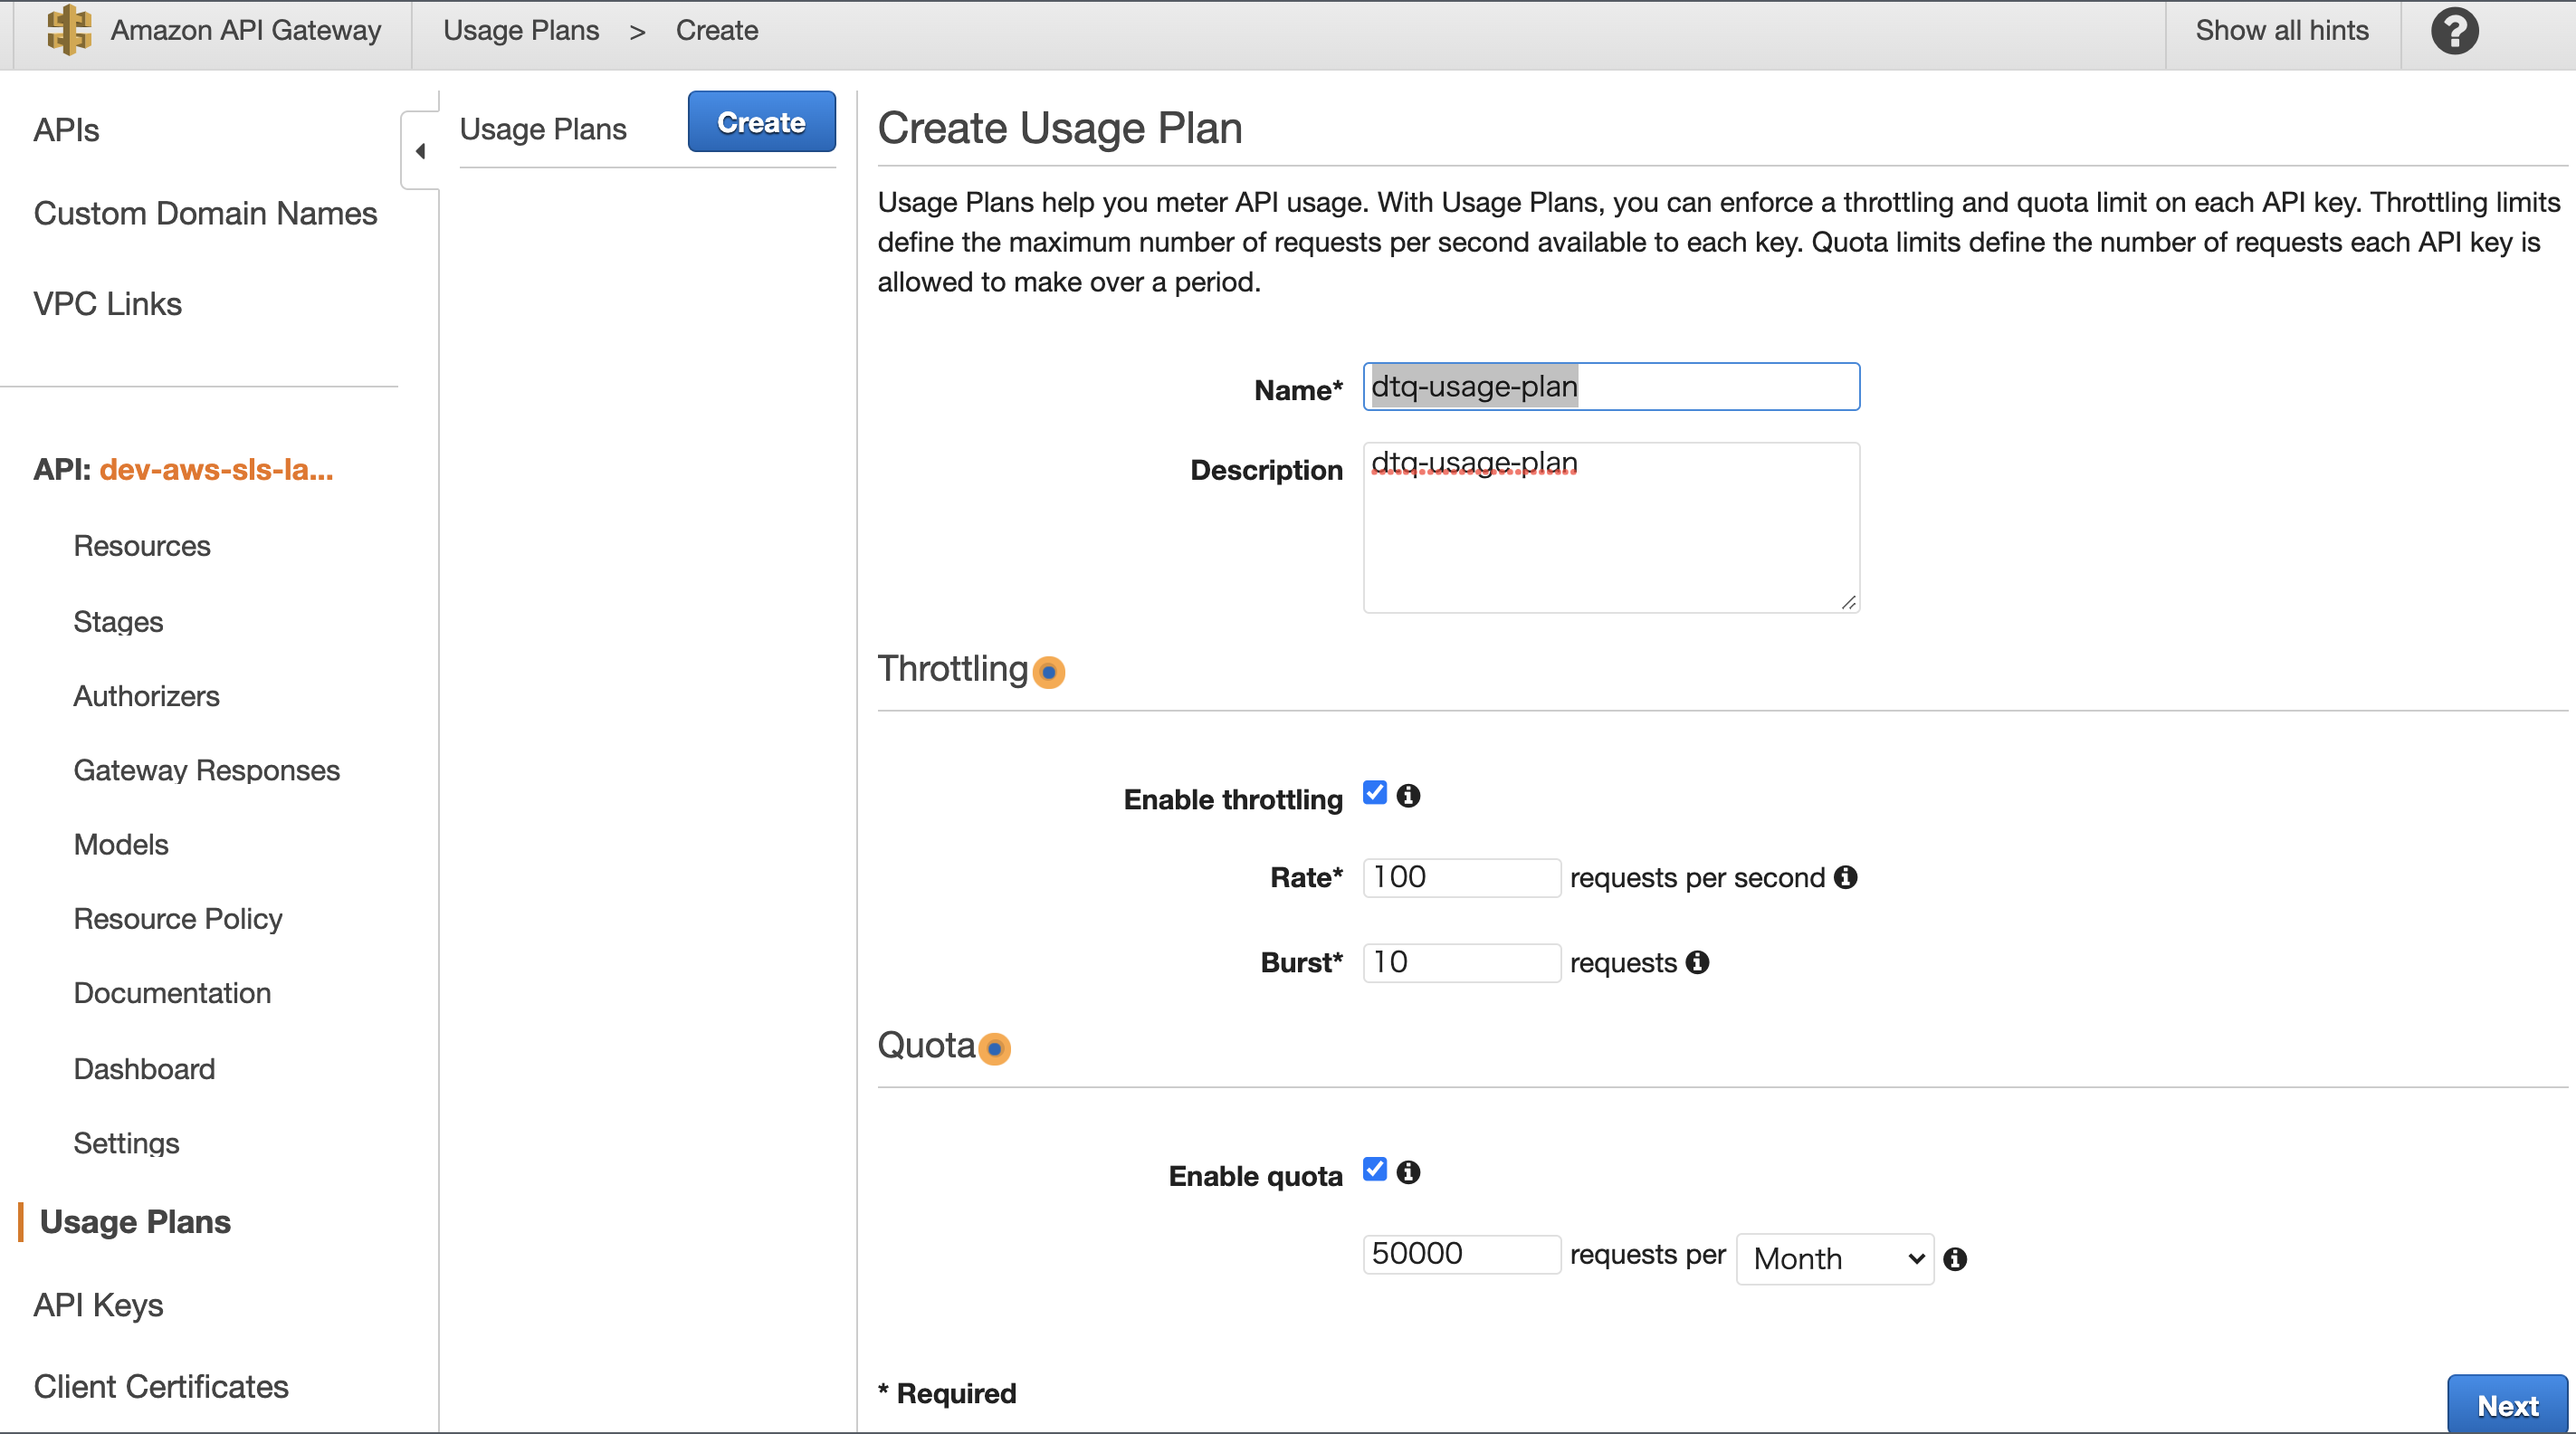 Amazon API Gateway
Usage Plans > Create
Show all hints
?
APIs
Custom Domain Names
VPC Links
API: dev-aws-sls-la...
Resources
Stages
Authorizers
Gateway Responses
Models
Resource Policy
Documentation
Dashboard
Settings
Usage Plans
API Keys
Client Certificates
Usage Plans
Create
Create Usage Plan
Usage Plans help you meter API usage. With Usage Plans, you can enforce a throttling and quota limit on each API key. Throttling limits
define the maximum number of requests per second available to each key. Quota limits define the number of requests each API key is
allowed to make over a period.
Name* dtq-usage-plan
Description dtq-usage-plan
Throttling
Enable throttling
Rate* 100 requests per second
Burst* 10 requests
Quota
Enable quota
50000 requests per Month
* Required
Next